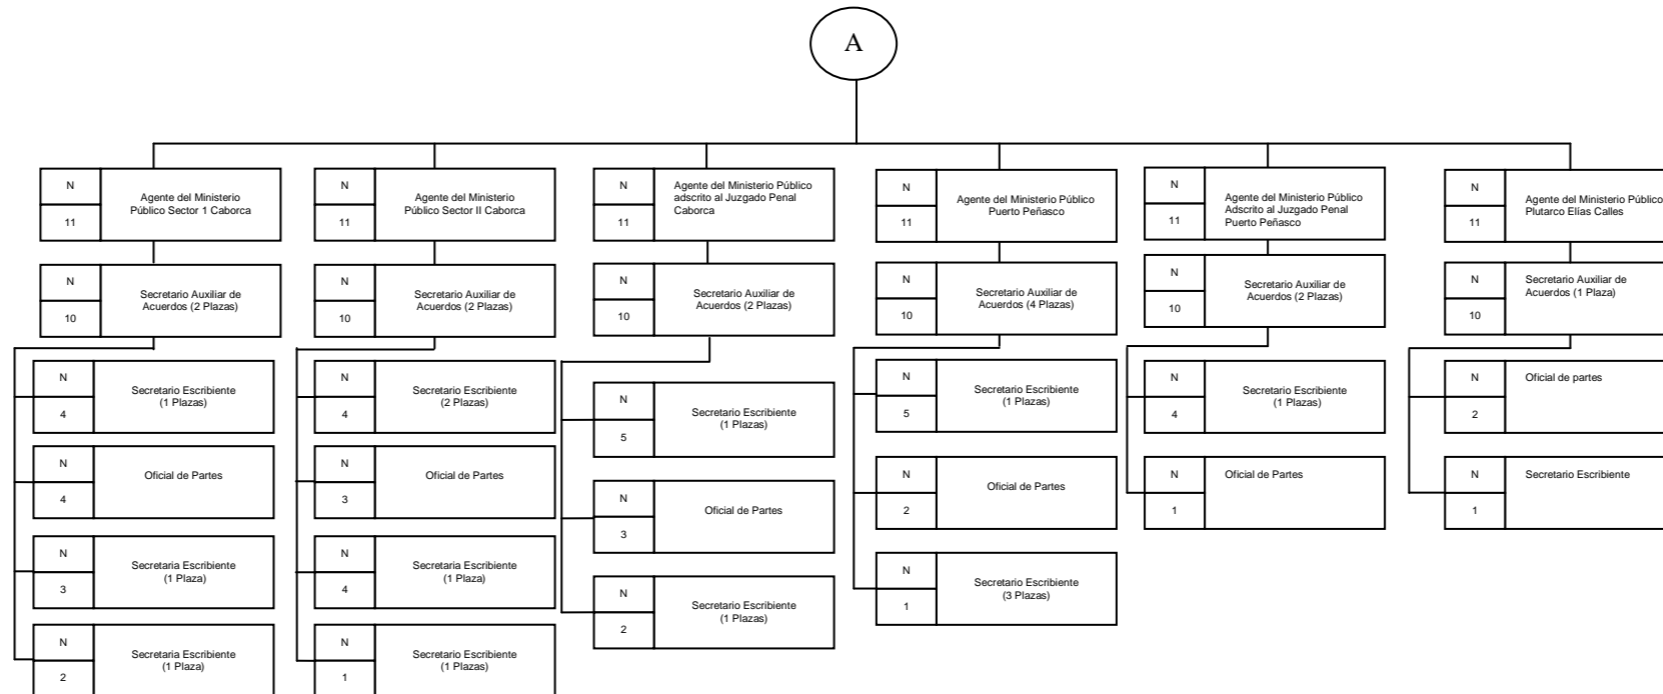 A
N
11
Agente del Ministerio
Público Sector 1 Caborca
N
10
Secretario Auxiliar de
Acuerdos (2 Plazas)
N
4
Secretario Escribiente
(1 Plazas)
N
4
Oficial de Partes
N
3
Secretaria Escribiente
(1 Plaza)
N
2
Secretaria Escribiente
(1 Plaza)
N
11
Agente del Ministerio
Público Sector II Caborca
N
10
Secretario Auxiliar de
Acuerdos (2 Plazas)
N
4
Secretario Escribiente
(2 Plazas)
N
3
Oficial de Partes
N
4
Secretaria Escribiente
(1 Plaza)
N
1
Secretario Escribiente
(1 Plazas)
N
11
Agente del Ministerio Público
adscrito al Juzgado Penal
Caborca
N
10
Secretario Auxiliar de
Acuerdos (2 Plazas)
N
5
Secretario Escribiente
(1 Plazas)
N
3
Oficial de Partes
N
2
Secretario Escribiente
(1 Plazas)
N
11
Agente del Ministerio Público
Puerto Peñasco
N
10
Secretario Auxiliar de
Acuerdos (4 Plazas)
N
5
Secretario Escribiente
(1 Plazas)
N
2
Oficial de Partes
N
1
Secretario Escribiente
(3 Plazas)
N
11
Agente del Ministerio Público
Adscrito al Juzgado Penal
Puerto Peñasco
N
10
Secretario Auxiliar de
Acuerdos (2 Plazas)
N
4
Secretario Escribiente
(1 Plazas)
N
1
Oficial de Partes
N
11
Agente del Ministerio Público
Plutarco Elías Calles
N
10
Secretario Auxiliar de
Acuerdos (1 Plaza)
N
2
Oficial de partes
N
1
Secretario Escribiente